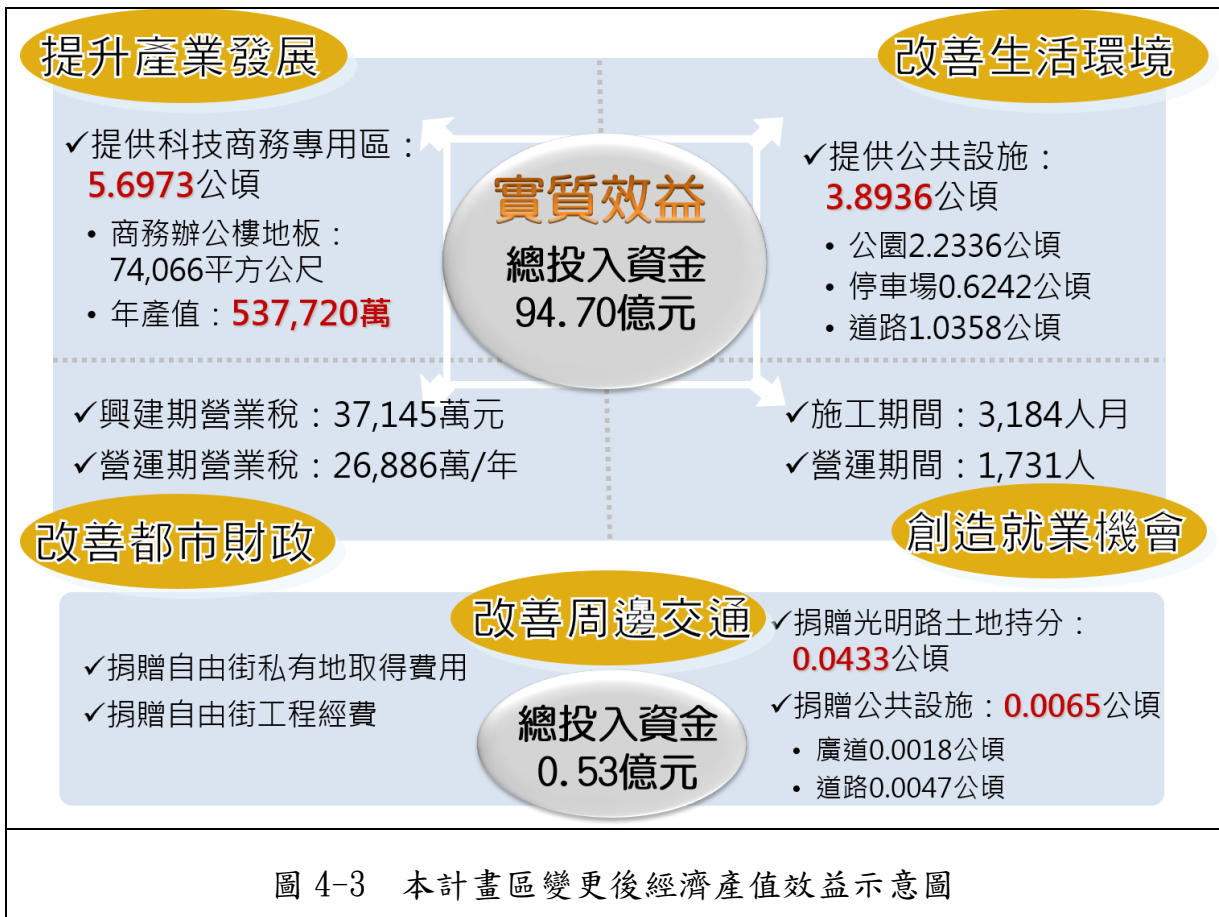 提升產業發展
✓提供科技商務專用區：
5.6973公頃
• 商務辦公樓地板：
74,066平方公尺
• 年產值：537,720萬
改善生活環境
✓提供公共設施：
3.8936公頃
• 公園2.2336公頃
• 停車場0.6242公頃
• 道路1.0358公頃
實質效益
總投入資金
94.70億元
✓興建期營業稅：37,145萬元
✓營運期營業稅：26,886萬/年
改善都市財政
✓施工期間：3,184人月
✓營運期間：1,731人
創造就業機會
改善周邊交通
✓捐贈自由街私有地取得費用
✓捐贈自由街工程經費
總投入資金
0.53億元
✓捐贈光明路土地持分：
0.0433公頃
✓捐贈公共設施：0.0065公頃
• 廣道0.0018公頃
• 道路0.0047公頃
圖 4-3 本計畫區變更後經濟產值效益示意圖